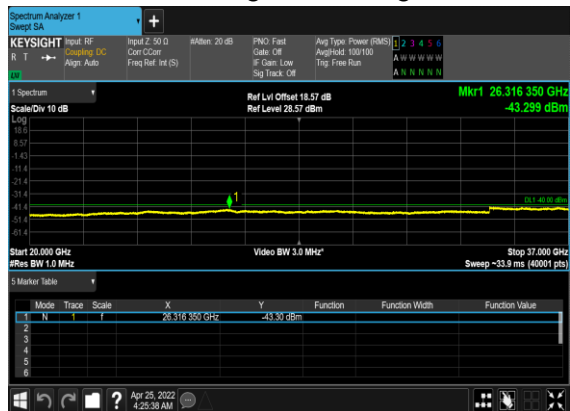 Spectrum Analyzer 1
Swept SA
+
KEYSIGHT Input: RF Input Z: 50 Ω #Atten: 20 dB PNO: Fast Avg Type: Power (RMS) 1 2 3 4 5 6
R T Coupling: DC Corr CCorr Gate: Off Avg|Hold: 100/100 A W W W W W
Align: Auto Freq Ref: Int (S) IF Gain: Low Trig: Free Run
LW Sig Track: Off A N N N N N
1 Spectrum Ref Lvl Offset 18.57 dB Mkr1 26.316 350 GHz
Scale/Div 10 dB Ref Level 28.57 dBm -43.299 dBm
Log
18.6
8.57
-1.43
-11.4
-21.4
-31.4
1
DL1 -40.00 dBm
-41.4
-51.4
-61.4
Start 20.000 GHz Video BW 3.0 MHz* Stop 37.000 GHz
#Res BW 1.0 MHz Sweep ~33.9 ms (40001 pts)
5 Marker Table
Mode Trace Scale X Y Function Function Width Function Value
1 N 1 f 26.316 350 GHz -43.30 dBm
2
3
4
5
6
? Apr 25, 2022
4:25:38 AM